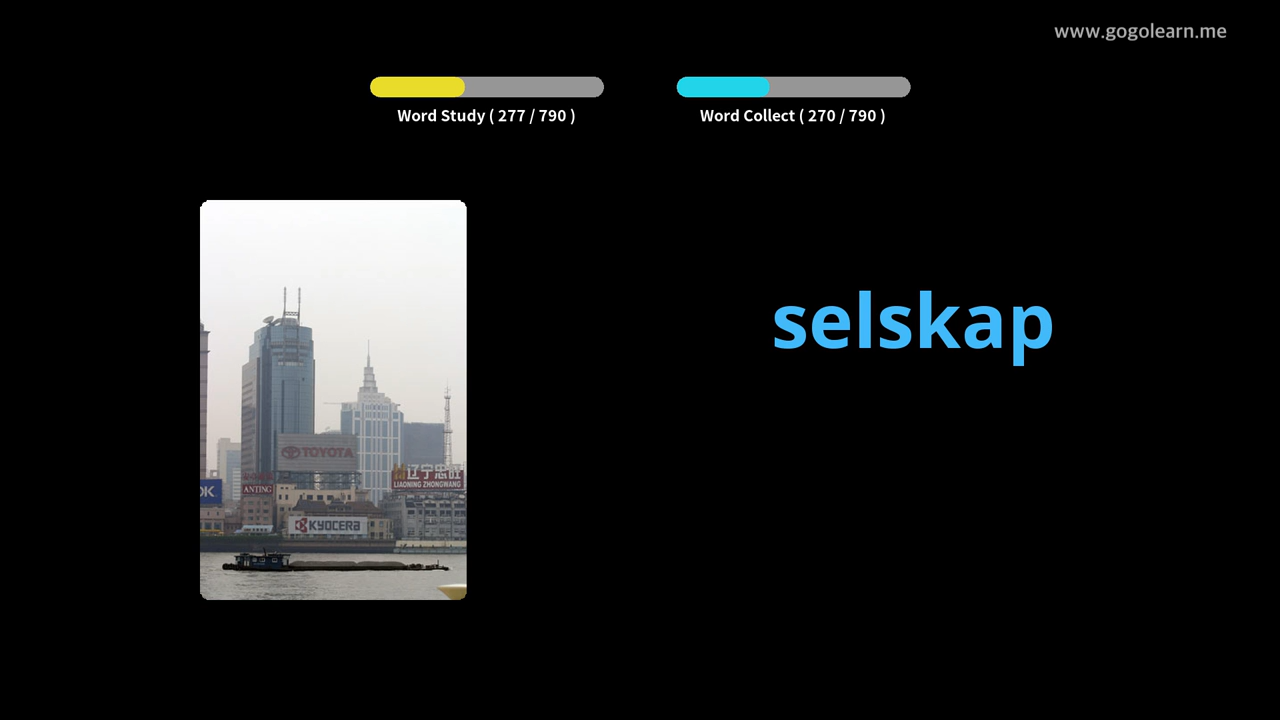 www.gogolearn.me
Word Study ( 277 / 790 )
Word Collect ( 270 / 790 )
selskap
TOYOTA
辽宁忠旺
LIAONING ZHONGWANG
ANTING
OK
KYOCERA